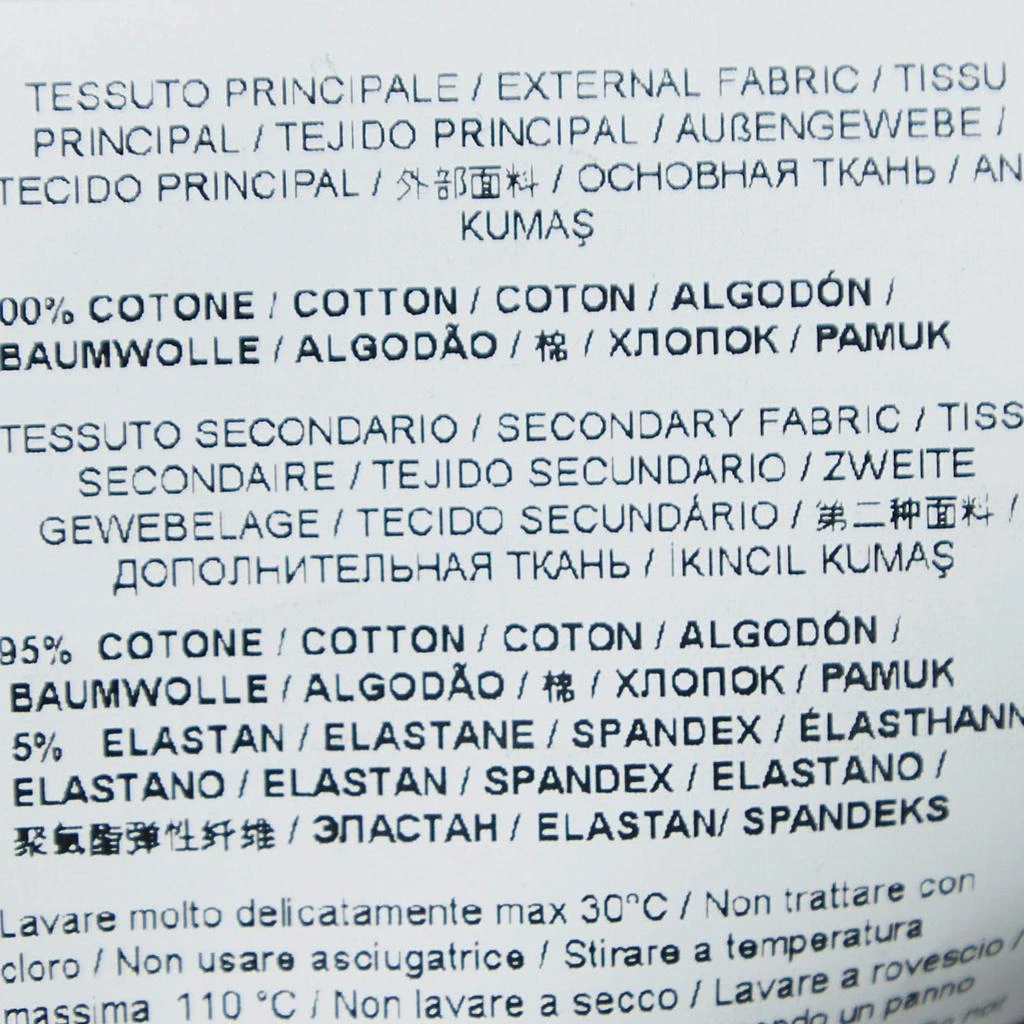 TESSUTO PRINCIPALE / EXTERNAL FABRIC / TISSU
PRINCIPAL / TEJIDO PRINCIPAL / AUßENGEWEBE /
TECIDO PRINCIPAL / 外部面料 / ОСНОВНАЯ ТКАНЬ / AN
KUMAŞ
00% COTONE / COTTON / COTON / ALGODÓN /
BAUMWOLLE / ALGODÃO / 棉 / ХЛОПОК / PAMUK
TESSUTO SECONDARIO / SECONDARY FABRIC / TISS
SECONDAIRE / TEJIDO SECUNDARIO / ZWEITE
GEWEBELAGE / TECIDO SECUNDÁRIO / 第二种面料 /
ДОПОЛНИТЕЛЬНАЯ ТКАНЬ / İKINCIL KUMAŞ
95% COTONE / COTTON / COTON / ALGODÓN /
BAUMWOLLE / ALGODÃO / 棉 / ХЛОПОК / PAMUK
5% ELASTAN / ELASTANE / SPANDEX / ÉLASTHANN
ELASTANO / ELASTAN / SPANDEX / ELASTANO /
聚氨酯弹性纤维 / ЭЛАСТАН / ELASTAN/ SPANDEKS
Lavare molto delicatamente max 30°C / Non trattare con
cloro / Non usare asciugatrice / Stirare a temperatura
massima 110 °C / Non lavare a secco / Lavare a rovescio /
un panno